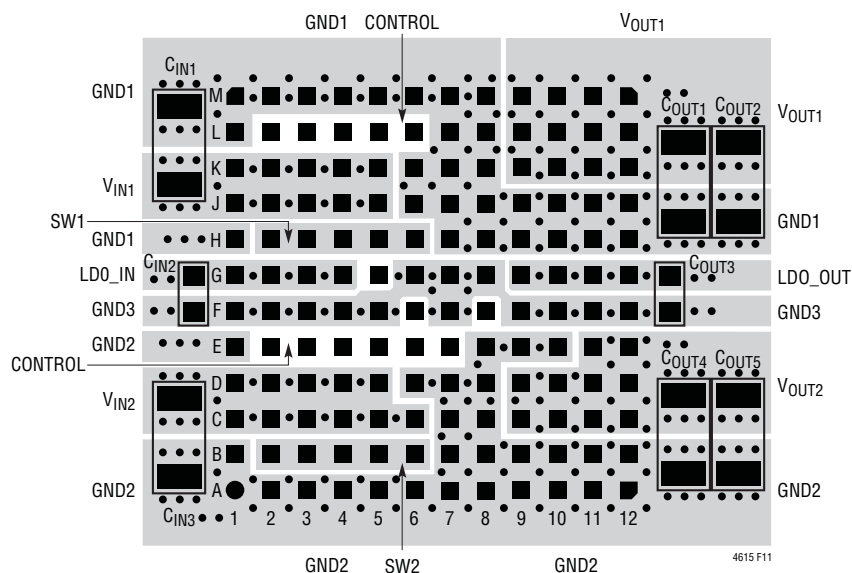 GND1 CONTROL VOUT1
CIN1
GND1
M
COUT1 COUT2
VOUT1
L
K
VIN1
J
SW1
GND1
H
GND1
CIN2
COUT3
LDO_IN
G
LDO_OUT
GND3
F
GND3
GND2
E
CONTROL
COUT4 COUT5
VIN2
D
VOUT2
C
B
GND2
A
GND2
CIN3
1 2 3 4 5 6 7 8 9 10 11 12
GND2 SW2 GND2
4615 F11